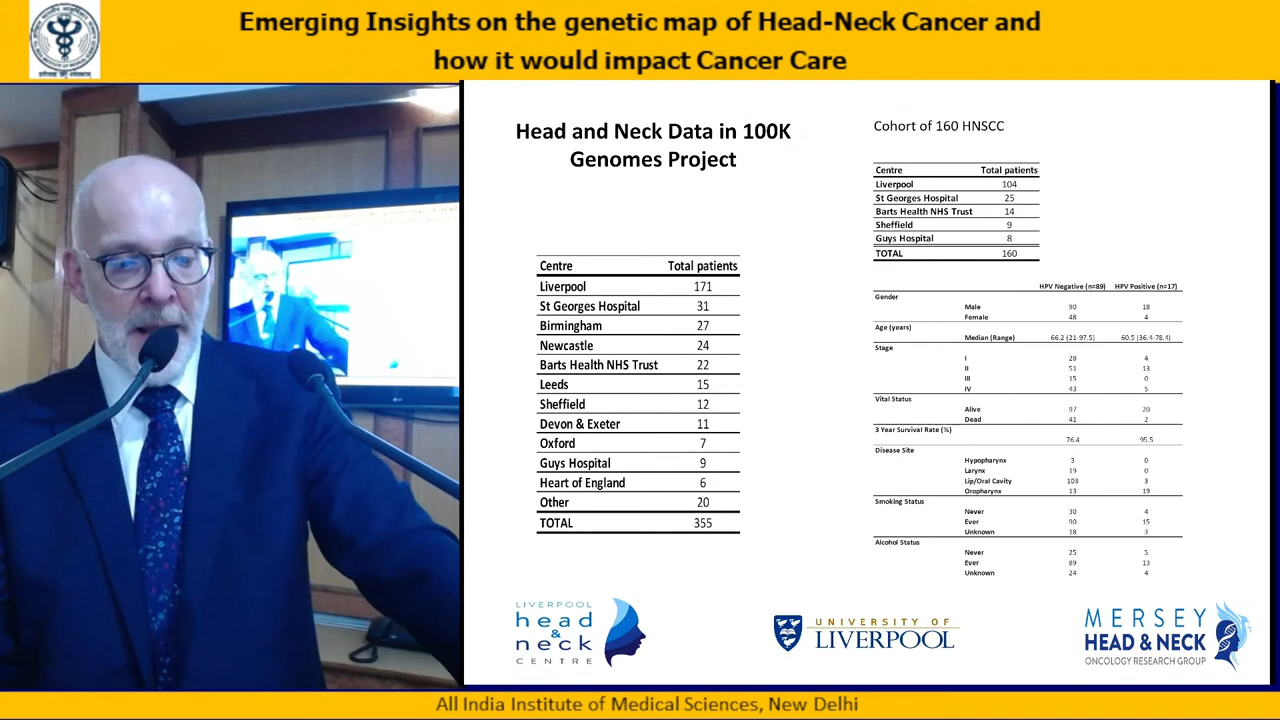 Emerging Insights on the genetic map of Head-Neck Cancer and
how it would impact Cancer Care
Head and Neck Data in 100K
Genomes Project
Centre Total patients
Liverpool 171
St Georges Hospital 31
Birmingham 27
Newcastle 24
Barts Health NHS Trust 22
Leeds 15
Sheffield 12
Devon & Exeter 11
Oxford 7
Guys Hospital 9
Heart of England 6
Other 20
TOTAL 355
Cohort of 160 HNSCC
Centre Total patients
Liverpool 104
St Georges Hospital 25
Barts Health NHS Trust 14
Sheffield 9
Guys Hospital 8
TOTAL 160
HPV Negative (n=89) HPV Positive (n=17)
Gender
Male 90 18
Female 48 4
Age (years)
Median (Range) 66.2 (21-97.5) 60.5 (36.4-78.4)
Stage
I 28 4
II 51 13
III 15 0
IV 43 5
Vital Status
Alive 97 20
Dead 41 2
3 Year Survival Rate (%)
76.4 95.5
Disease Site
Hypopharynx 3 0
Larynx 19 0
Lip/Oral Cavity 103 3
Oropharynx 13 19
Smoking Status
Never 30 4
Ever 90 15
Unknown 18 3
Alcohol Status
Never 25 5
Ever 89 13
Unknown 24 4
LIVERPOOL
head
&
neck
CENTRE
UNIVERSITY OF
LIVERPOOL
MERSEY
HEAD & NECK
ONCOLOGY RESEARCH GROUP
All India Institute of Medical Sciences, New Delhi